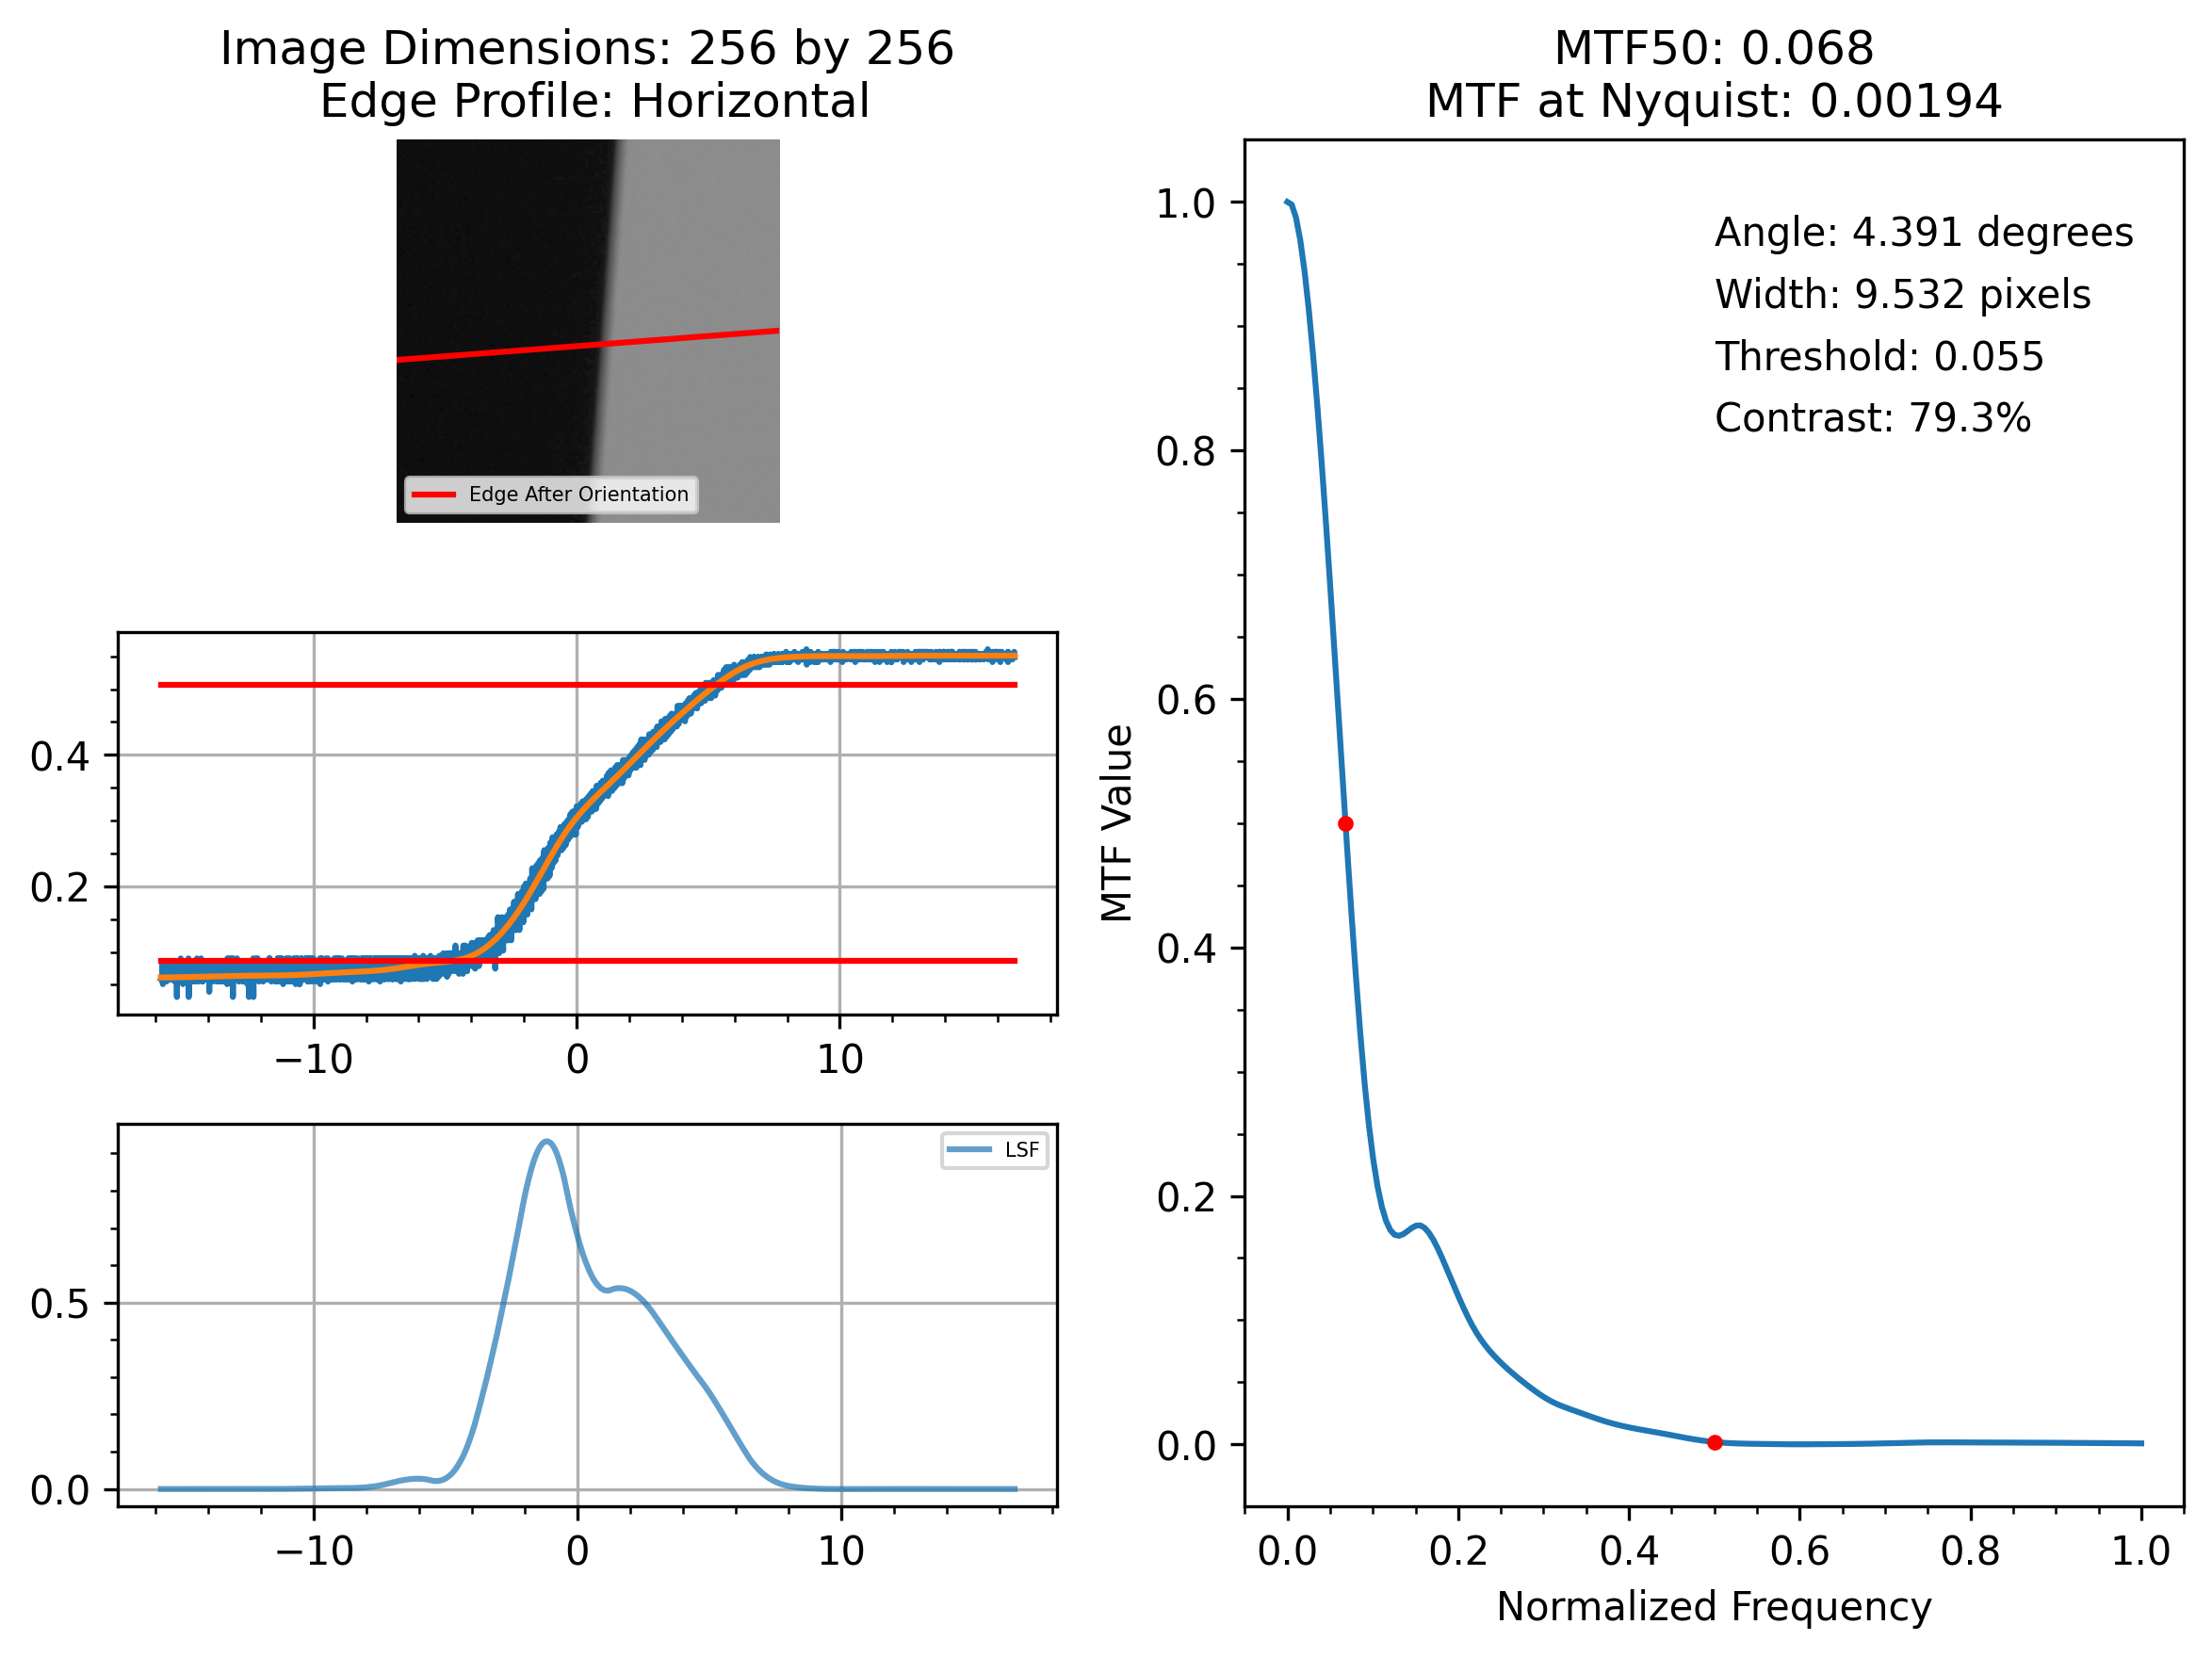 Image Dimensions: 256 by 256
Edge Profile: Horizontal
Edge After Orientation
0.4
0.2
−10 0 10
LSF
0.5
0.0
−10 0 10
MTF50: 0.068
MTF at Nyquist: 0.00194
Angle: 4.391 degrees
Width: 9.532 pixels
Threshold: 0.055
Contrast: 79.3%
1.0
0.8
0.6
0.4
0.2
0.0
MTF Value
0.0 0.2 0.4 0.6 0.8 1.0
Normalized Frequency